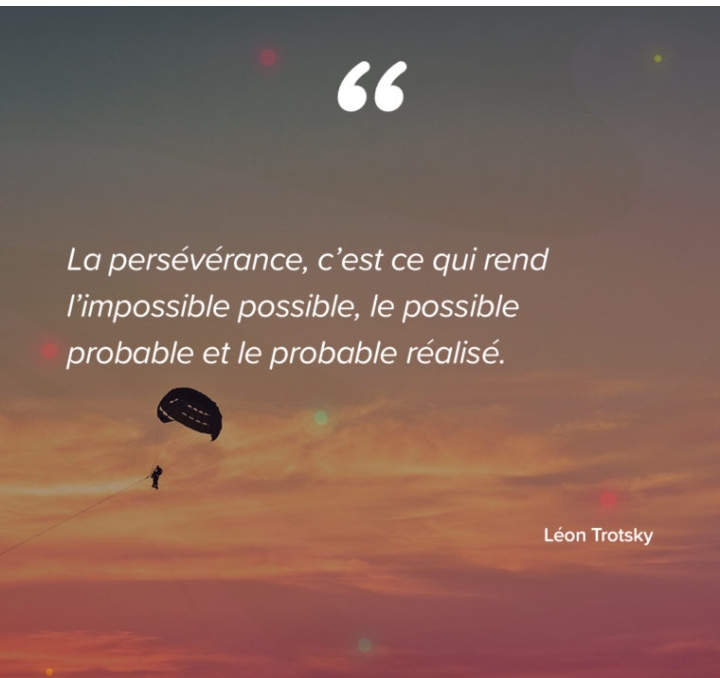 “
La persévérance, c’est ce qui rend
l’impossible possible, le possible
probable et le probable réalisé.
Léon Trotsky